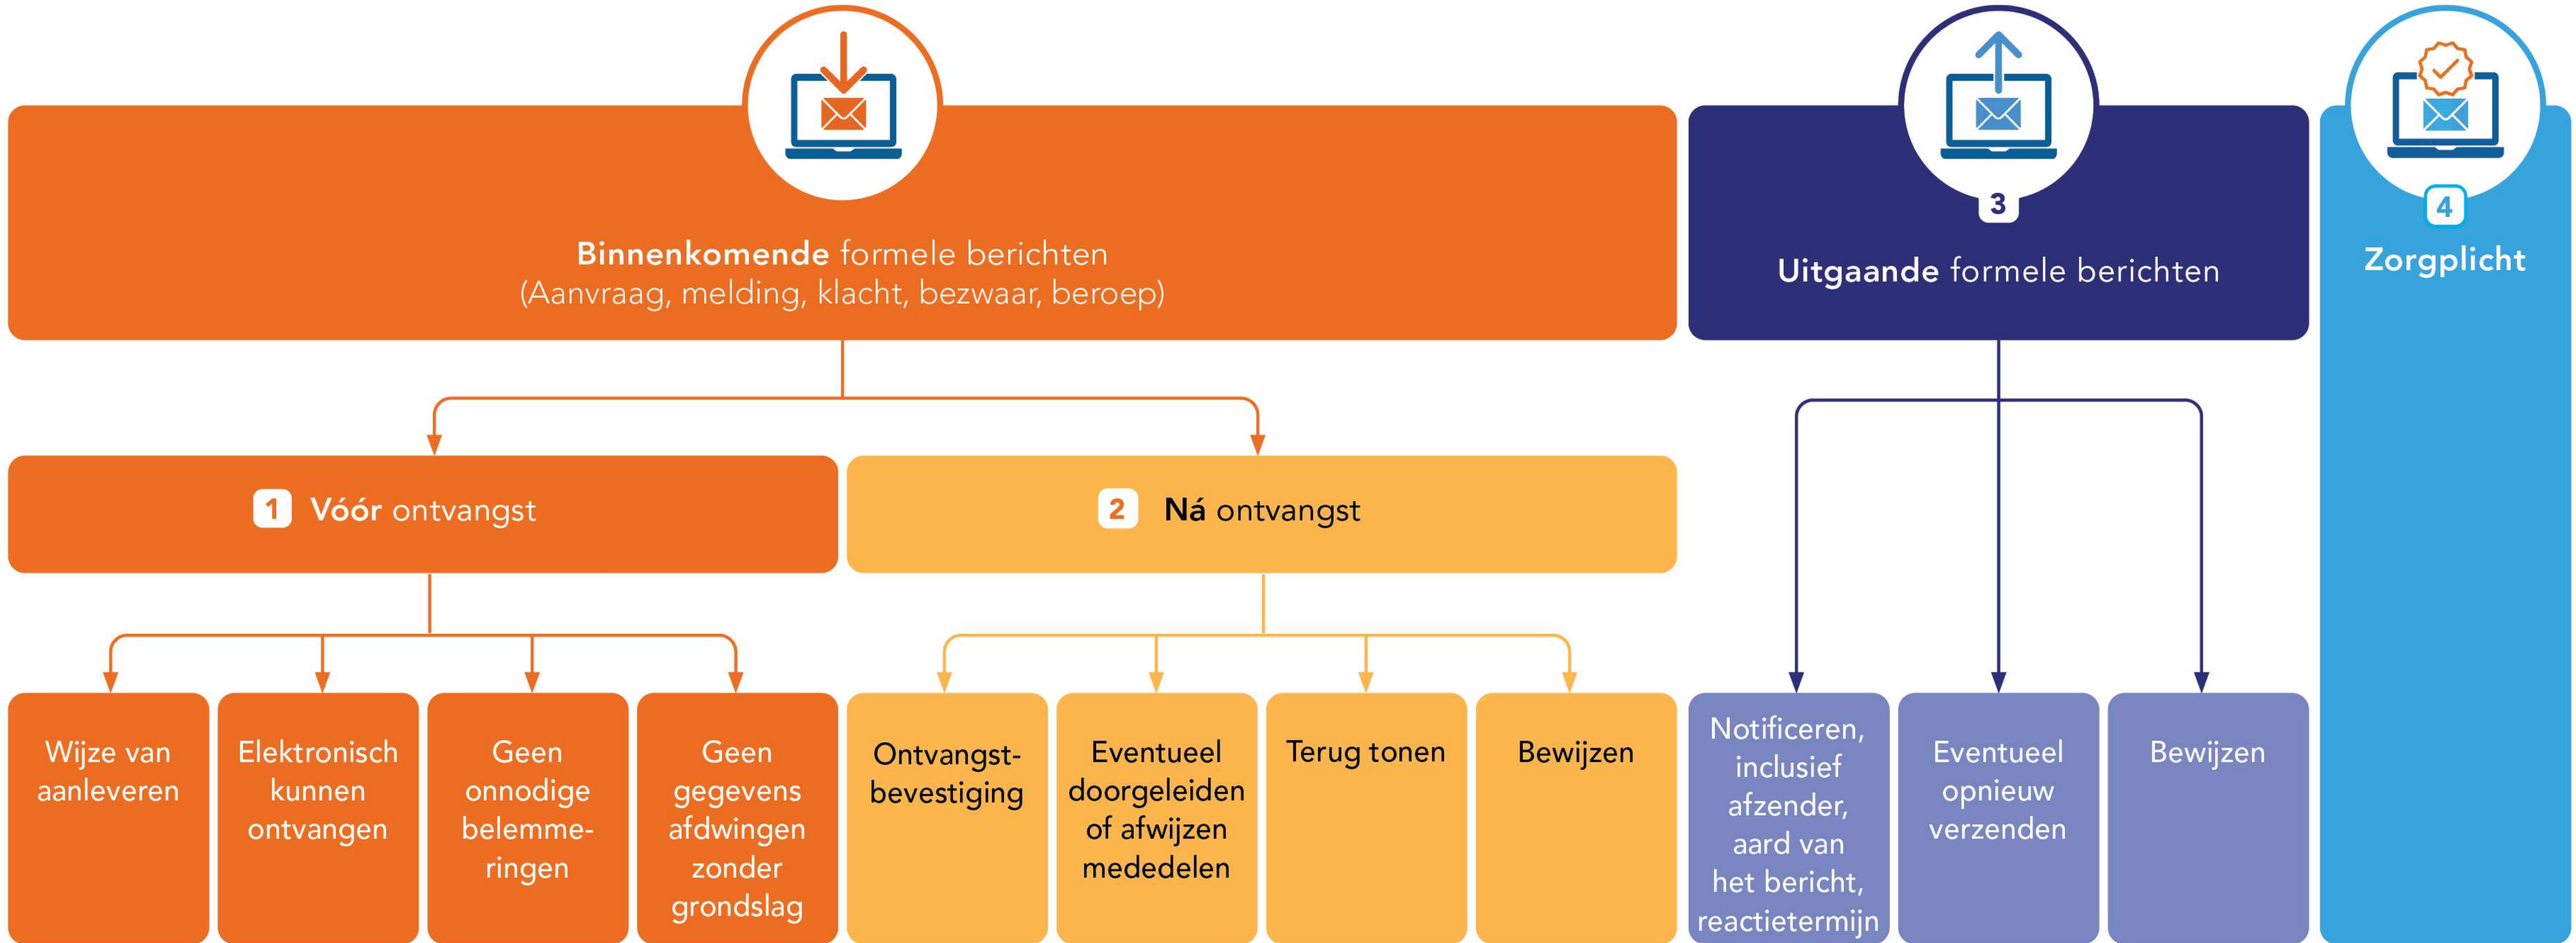 Binnenkomende formele berichten
(Aanvraag, melding, klacht, bezwaar, beroep)
3
Uitgaande formele berichten
4
Zorgplicht
1 Vóór ontvangst
2 Ná ontvangst
Wijze van
aanleveren
Elektronisch
kunnen
ontvangen
Geen
onnodige
belemme-
ringen
Geen
gegevens
afdwingen
zonder
grondslag
Ontvangst-
bevestiging
Eventueel
doorgeleiden
of afwijzen
mededelen
Terug tonen
Bewijzen
Notificeren,
inclusief
afzender,
aard van
het bericht,
reactietermijn
Eventueel
opnieuw
verzenden
Bewijzen